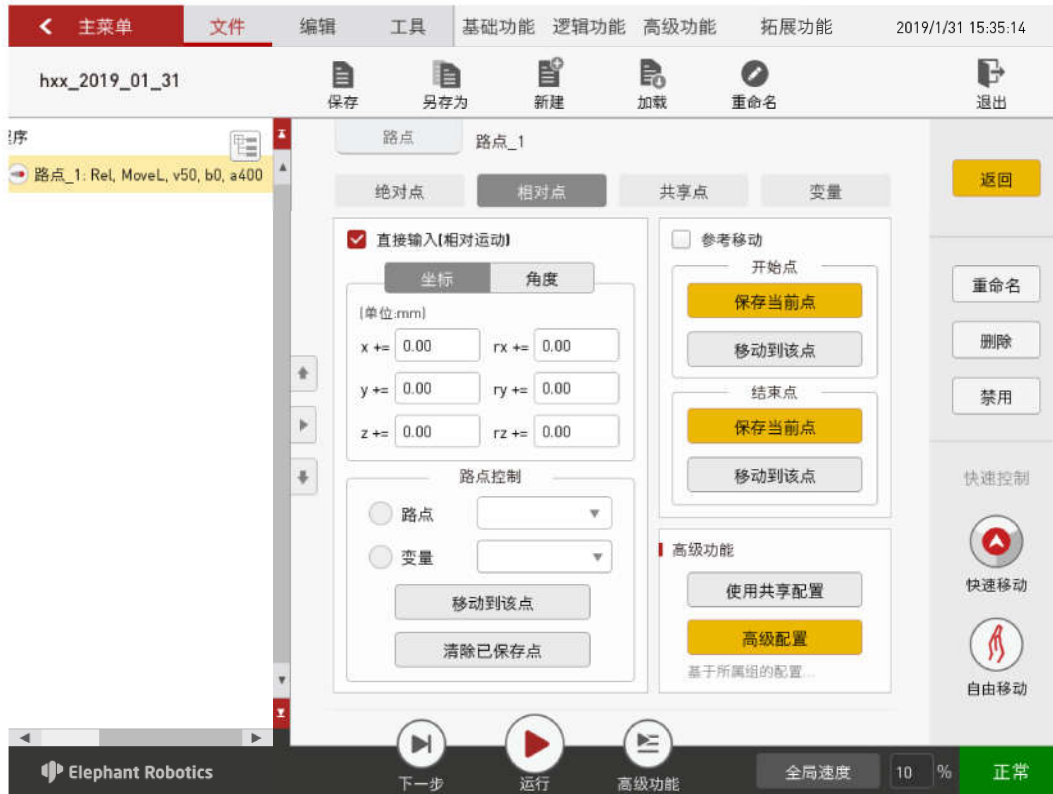 主菜单 文件 编辑 工具 基础功能 逻辑功能 高级功能 拓展功能 2019/1/31 15:35:14
hxx_2019_01_31 保存 另存为 新建 加载 重命名 退出
序
路点_1: Rel, MoveL, v50, b0, a400
路点 路点_1
绝对点 相对点 共享点 变量
返回
直接输入(相对运动)
坐标 角度
(单位:mm)
x += 0.00 rx += 0.00
y += 0.00 ry += 0.00
z += 0.00 rz += 0.00
路点控制
路点
变量
移动到该点
清除已保存点
参考移动
开始点
保存当前点
移动到该点
结束点
保存当前点
移动到该点
高级功能
使用共享配置
高级配置
基于所属组的配置...
重命名
删除
禁用
快速控制
快速移动
自由移动
Elephant Robotics 下一步 运行 高级功能 全局速度 10 % 正常